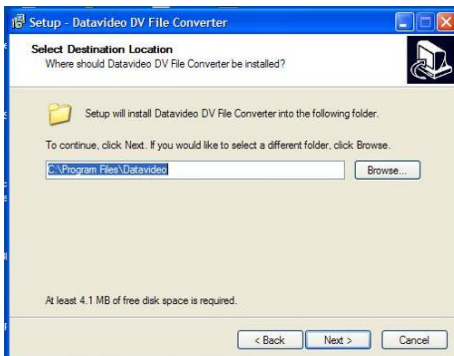 Setup - Datavideo DV File Converter
Select Destination Location
Where should Datavideo DV File Converter be installed?
Setup will install Datavideo DV File Converter into the following folder.
To continue, click Next. If you would like to select a different folder, click Browse.
C:\Program Files\Datavideo
Browse...
At least 4.1 MB of free disk space is required.
< Back Next > Cancel